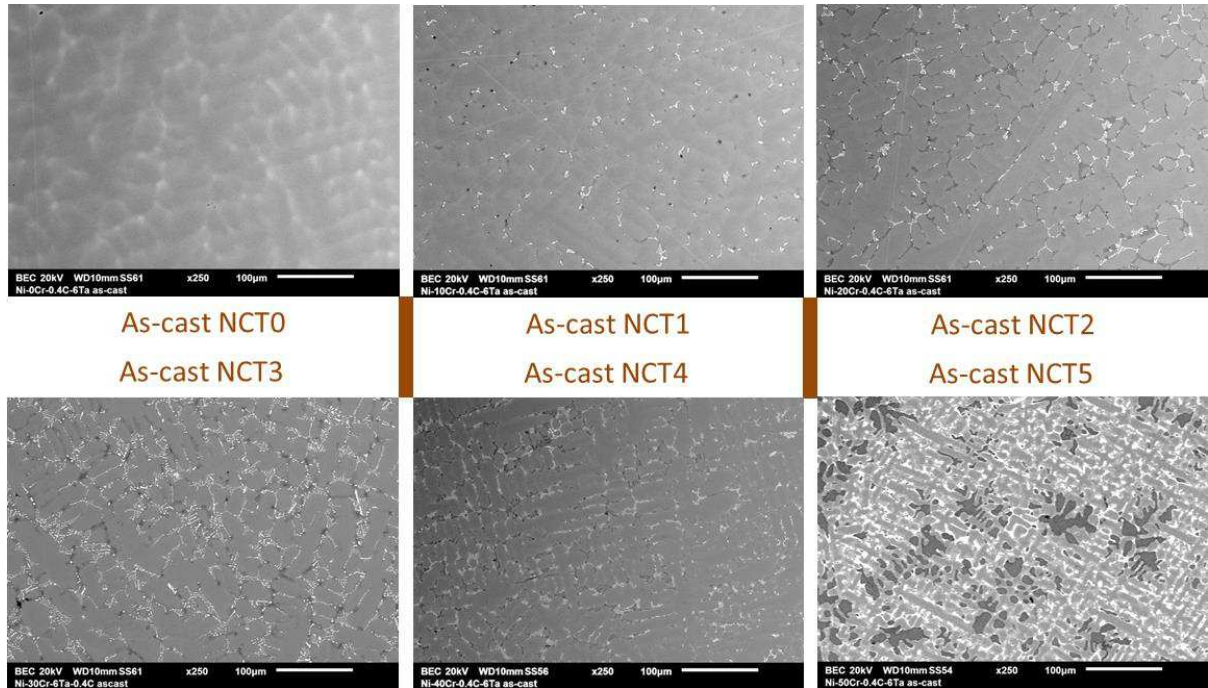 BEC 20kV WD10mm SS61 x250 100µm
Ni-0Cr-0.4C-6Ta as-cast
BEC 20kV WD10mm SS61 x250 100µm
Ni-10Cr-0.4C-6Ta as-cast
BEC 20kV WD10mm SS61 x250 100µm
Ni-20Cr-0.4C-6Ta as-cast
As-cast NCT0
As-cast NCT1
As-cast NCT2
As-cast NCT3
As-cast NCT4
As-cast NCT5
BEC 20kV WD10mm SS61 x250 100µm
Ni-30Cr-6Ta-0.4C ascast
BEC 20kV WD10mm SS56 x250 100µm
Ni-40Cr-0.4C-6Ta as-cast
BEC 20kV WD10mm SS54 x250 100µm
Ni-50Cr-0.4C-6Ta as-cast